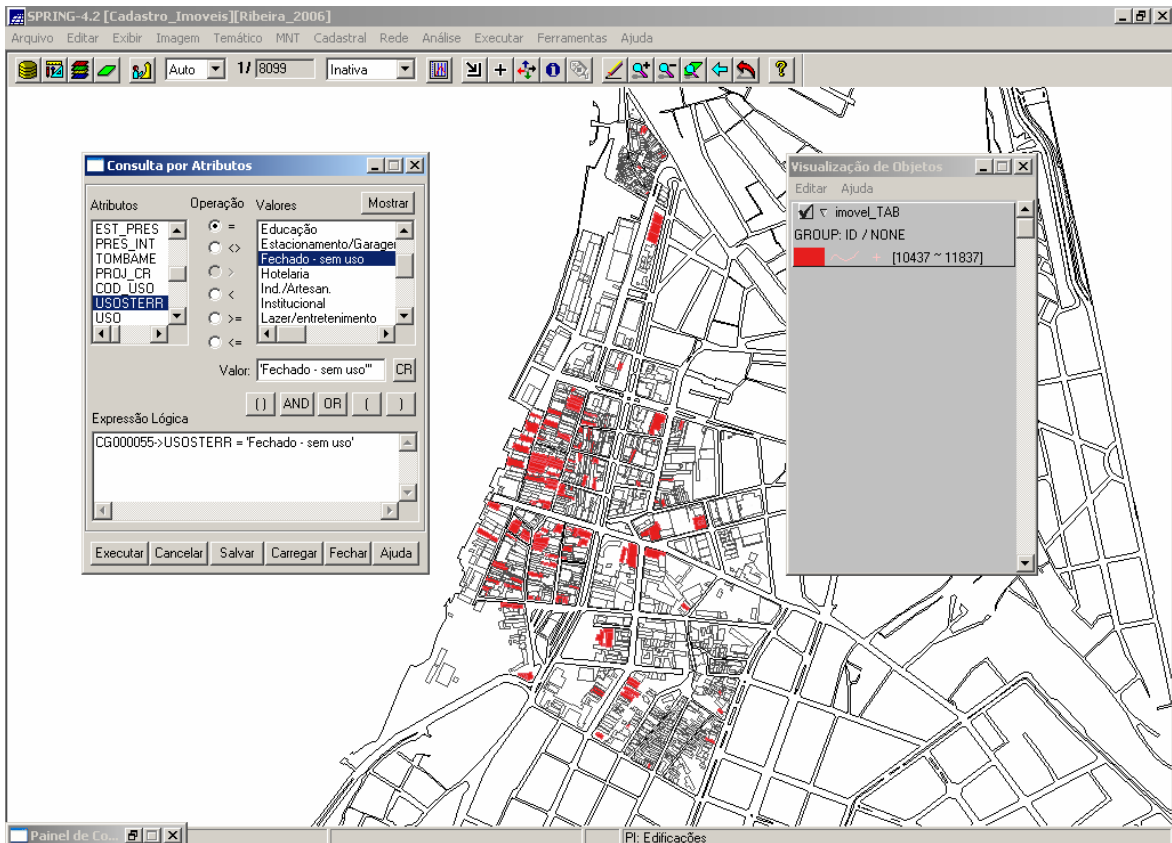 SPRING-4.2 [Cadastro_Imoveis][Ribeira_2006]
Arquivo Editar Exibir Imagem Temático MNT Cadastral Rede Análise Executar Ferramentas Ajuda
Auto 1/ 8099 Inativa
Consulta por Atributos
Atributos Operação Valores Mostrar
EST_PRES
PRES_INT
TOMBAME
PROJ_CR
COD_USO
USOSTERR
USO
=
<>
>
<
>=
<=
Educação
Estacionamento/Garager
Fechado - sem uso
Hotelaria
Ind./Artesan.
Institucional
Lazer/entretenimento
Valor: 'Fechado - sem uso'" CR
() AND OR ( )
Expressão Lógica
CG000055->USOSTERR = 'Fechado - sem uso'
Executar Cancelar Salvar Carregar Fechar Ajuda
Visualização de Objetos
Editar Ajuda
imovel_TAB
GROUP: ID / NONE
[10437 ~ 11837]
Painel de Co...
PI: Edificações